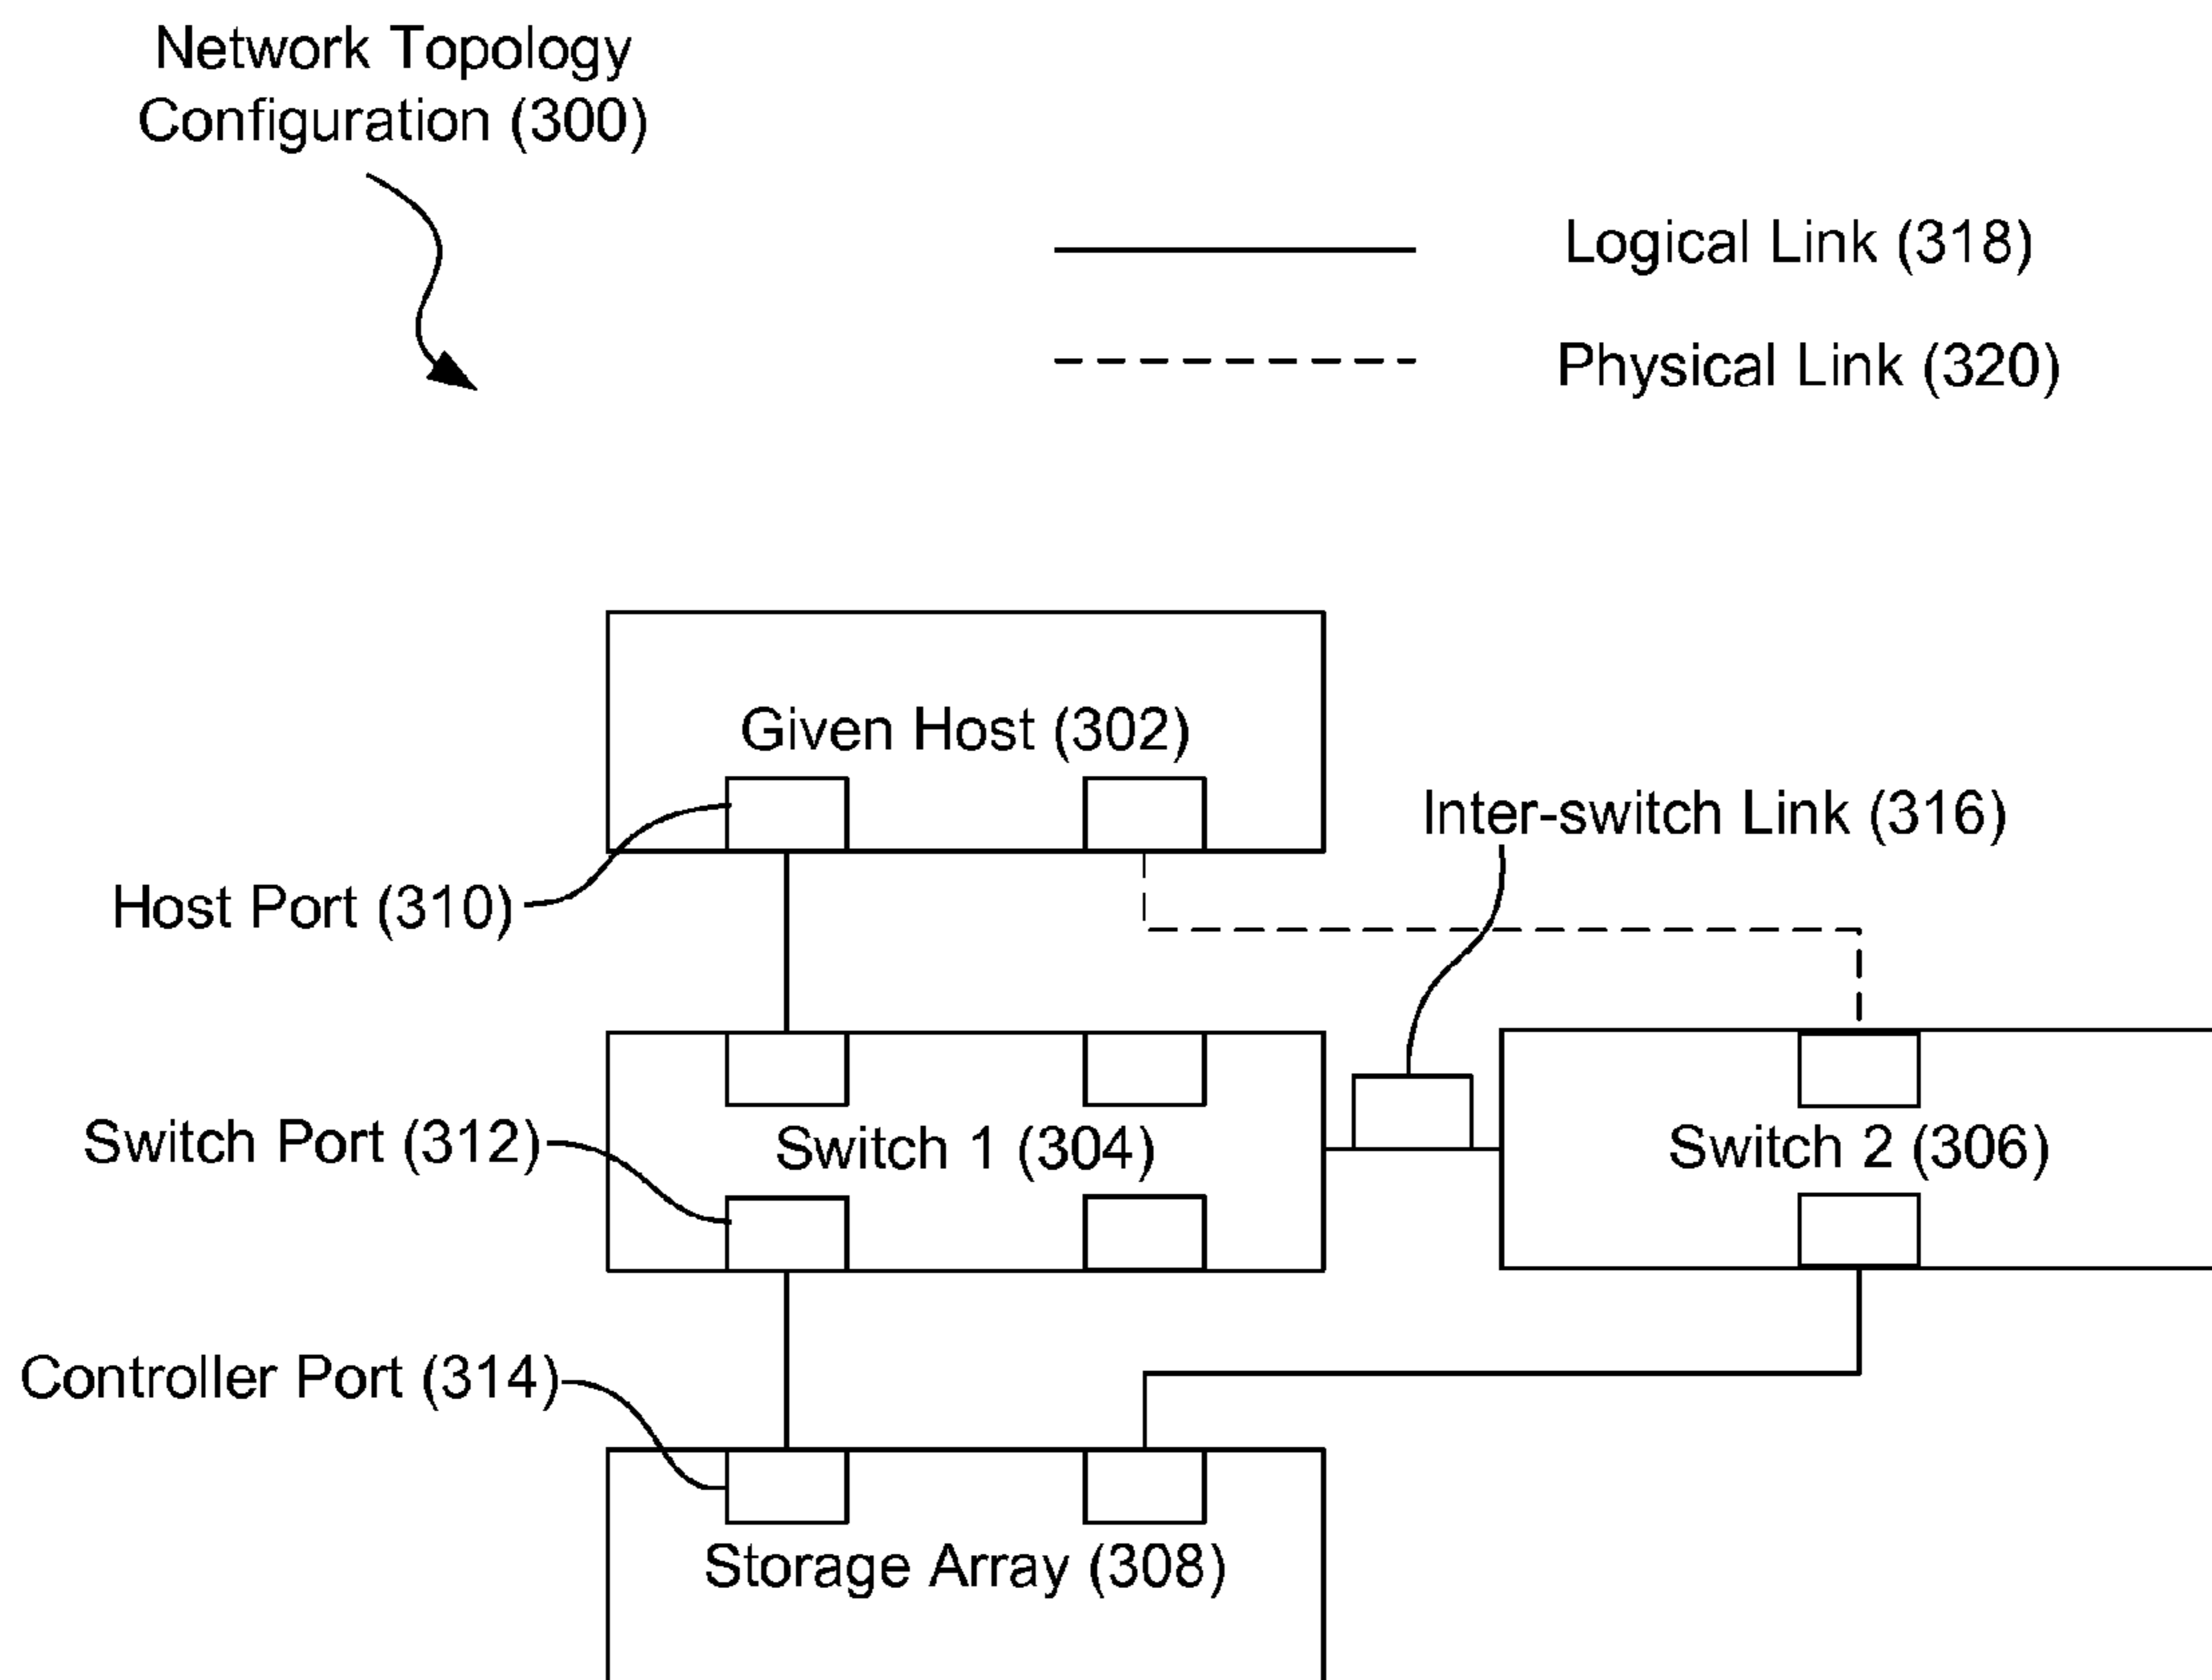 Network Topology
Configuration (300)
Logical Link (318)
Physical Link (320)
Given Host (302)
Inter-switch Link (316)
Host Port (310)
Switch Port (312)
Switch 1 (304)
Switch 2 (306)
Controller Port (314)
Storage Array (308)